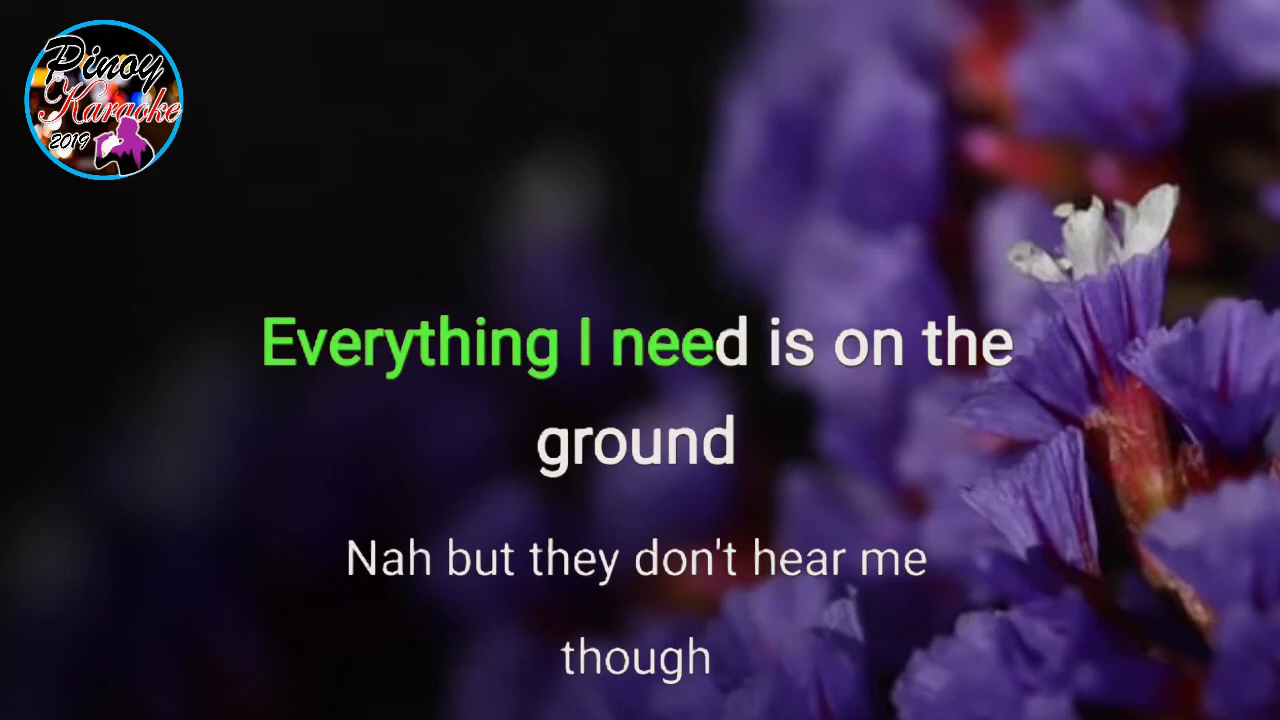 Pinoy
Karaoke
2019
Everything I need is on the
ground
Nah but they don't hear me
though